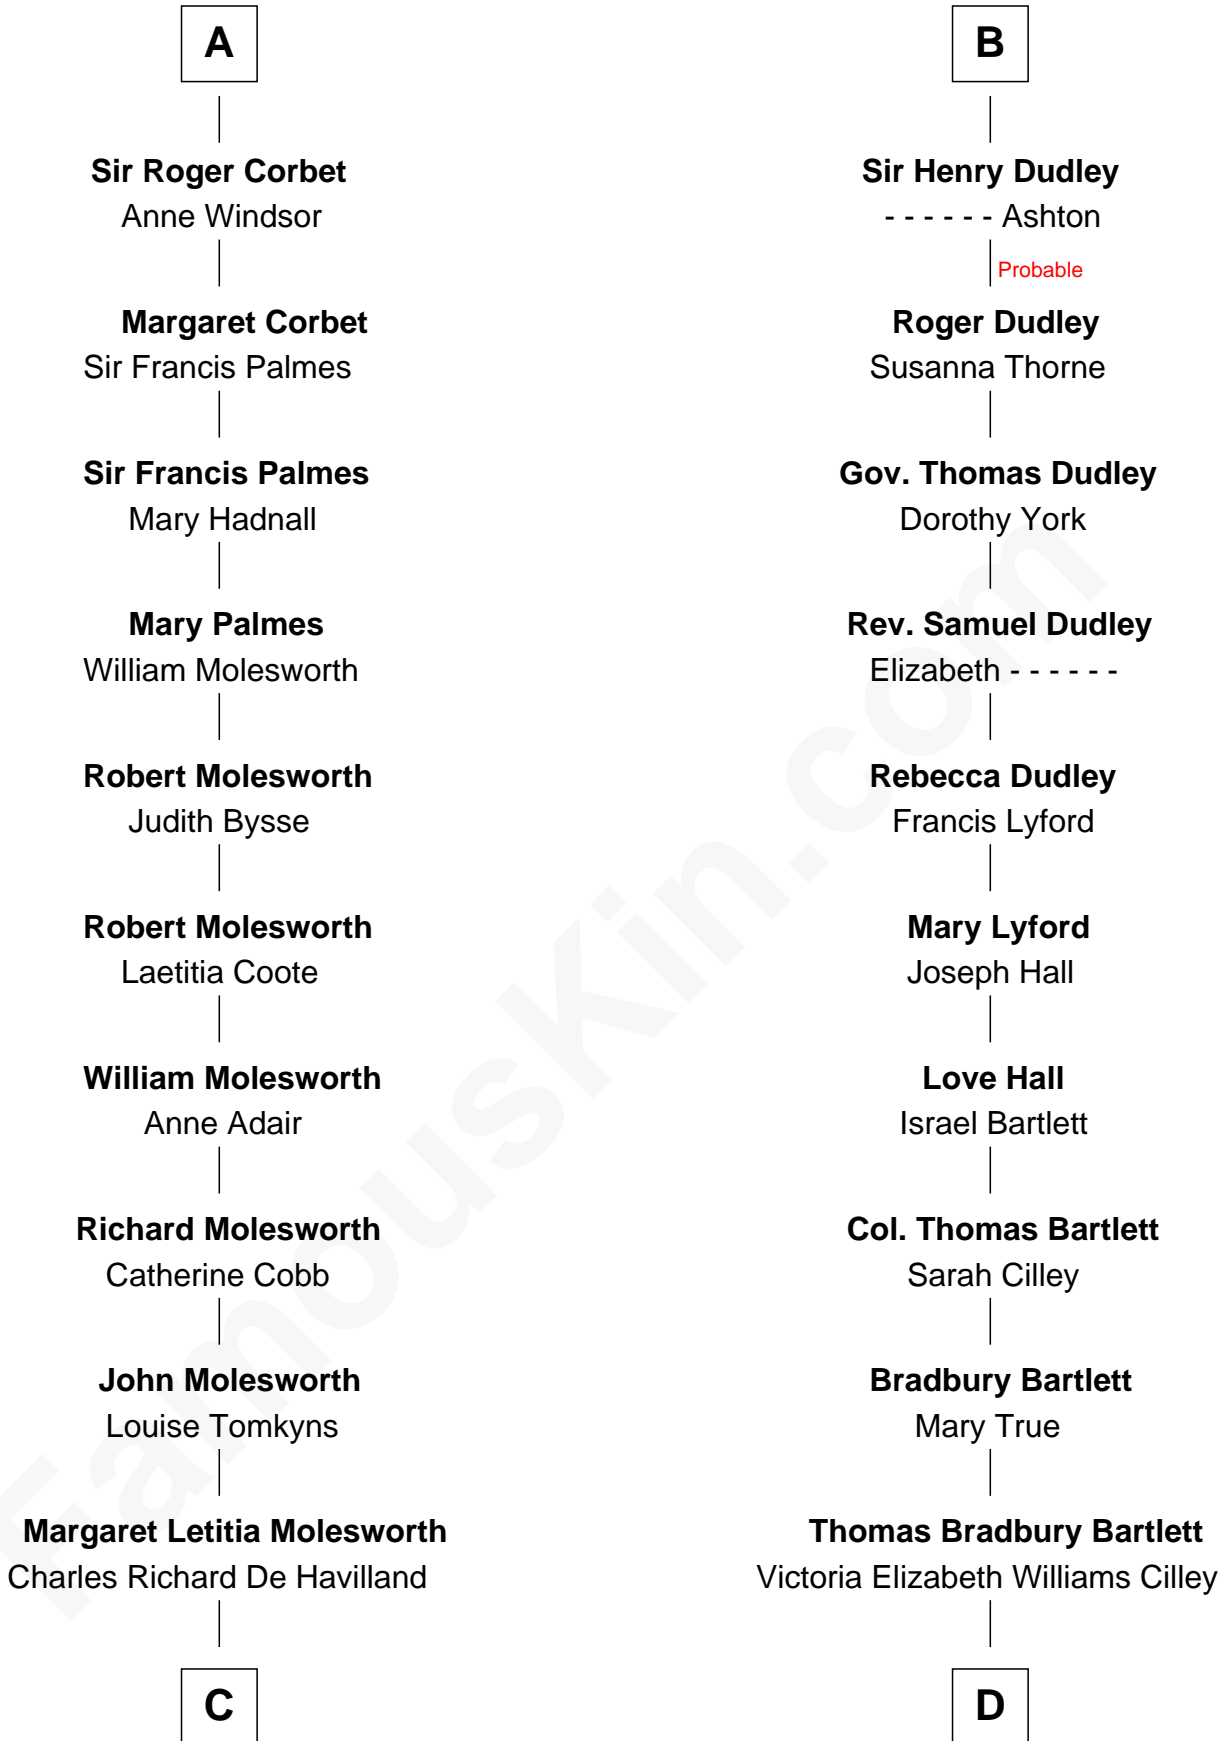 A
Sir Roger Corbet
Anne Windsor
Margaret Corbet
Sir Francis Palmes
Sir Francis Palmes
Mary Hadnall
Mary Palmes
William Molesworth
Robert Molesworth
Judith Bysse
Robert Molesworth
Laetitia Coote
William Molesworth
Anne Adair
Richard Molesworth
Catherine Cobb
John Molesworth
Louise Tomkyns
Margaret Letitia Molesworth
Charles Richard De Havilland
C
B
Sir Henry Dudley
- - - - - - Ashton
Probable
Roger Dudley
Susanna Thorne
Gov. Thomas Dudley
Dorothy York
Rev. Samuel Dudley
Elizabeth - - - - - -
Rebecca Dudley
Francis Lyford
Mary Lyford
Joseph Hall
Love Hall
Israel Bartlett
Col. Thomas Bartlett
Sarah Cilley
Bradbury Bartlett
Mary True
Thomas Bradbury Bartlett
Victoria Elizabeth Williams Cilley
D
FamousKin.com